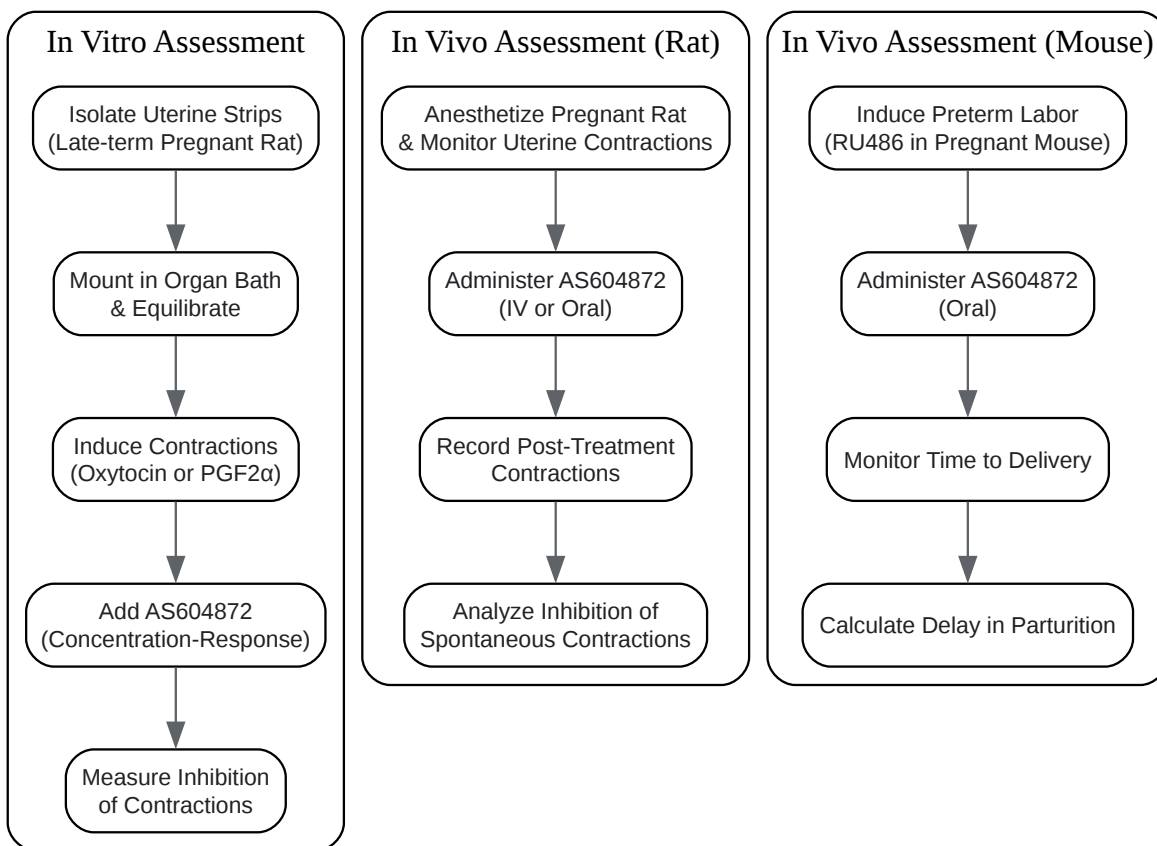 In Vitro Assessment
Isolate Uterine Strips
(Late-term Pregnant Rat)
Mount in Organ Bath
& Equilibrate
Induce Contractions
(Oxytocin or PGF2α)
Add AS604872
(Concentration-Response)
Measure Inhibition
of Contractions
In Vivo Assessment (Rat)
Anesthetize Pregnant Rat
& Monitor Uterine Contractions
Administer AS604872
(IV or Oral)
Record Post-Treatment
Contractions
Analyze Inhibition of
Spontaneous Contractions
In Vivo Assessment (Mouse)
Induce Preterm Labor
(RU486 in Pregnant Mouse)
Administer AS604872
(Oral)
Monitor Time to Delivery
Calculate Delay in Parturition